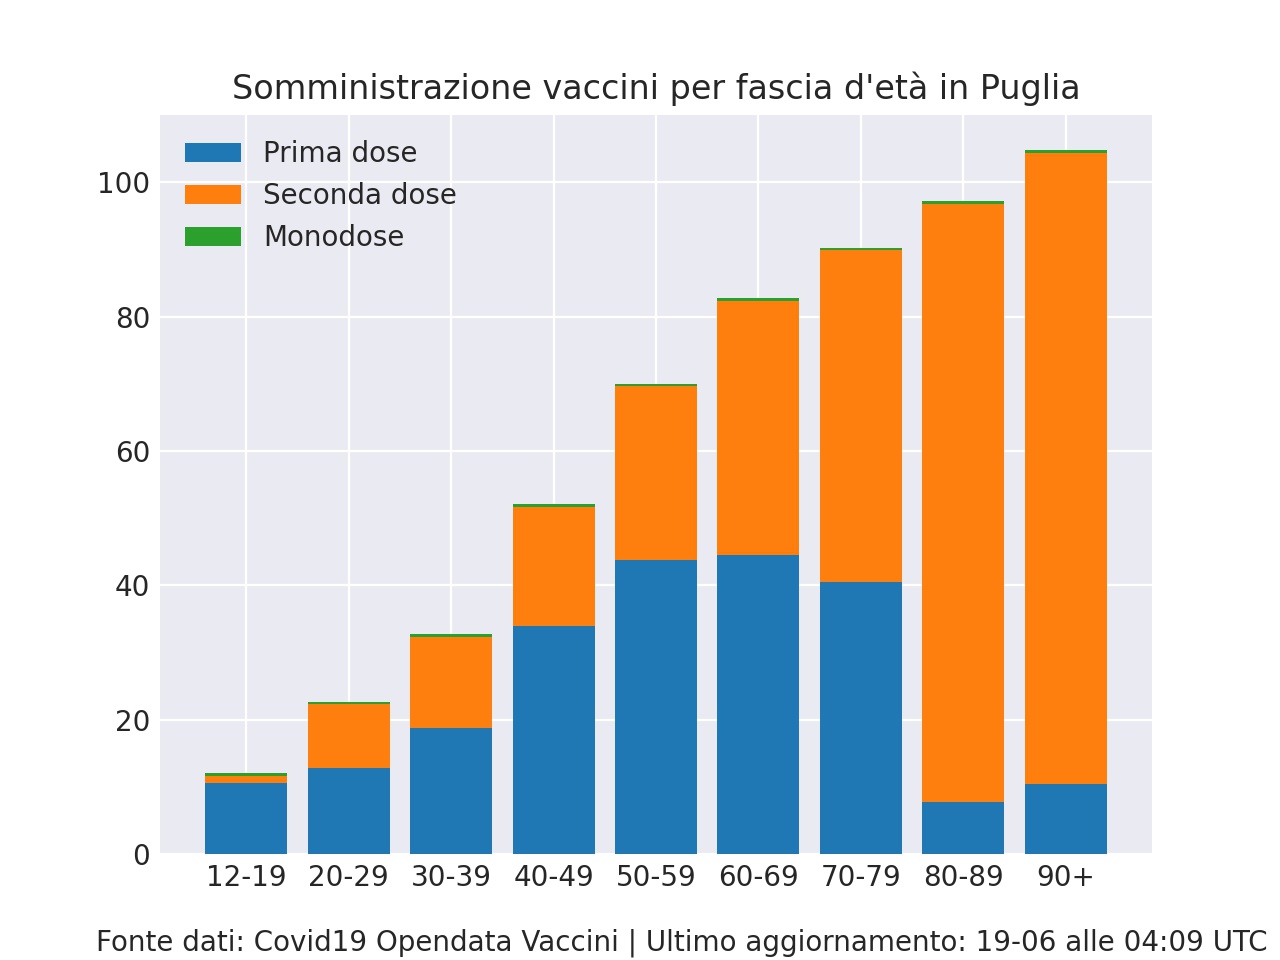 Somministrazione vaccini per fascia d'età in Puglia
Prima dose
Seconda dose
Monodose
100
80
60
40
20
0
12-19 20-29 30-39 40-49 50-59 60-69 70-79 80-89 90+
Fonte dati: Covid19 Opendata Vaccini | Ultimo aggiornamento: 19-06 alle 04:09 UTC